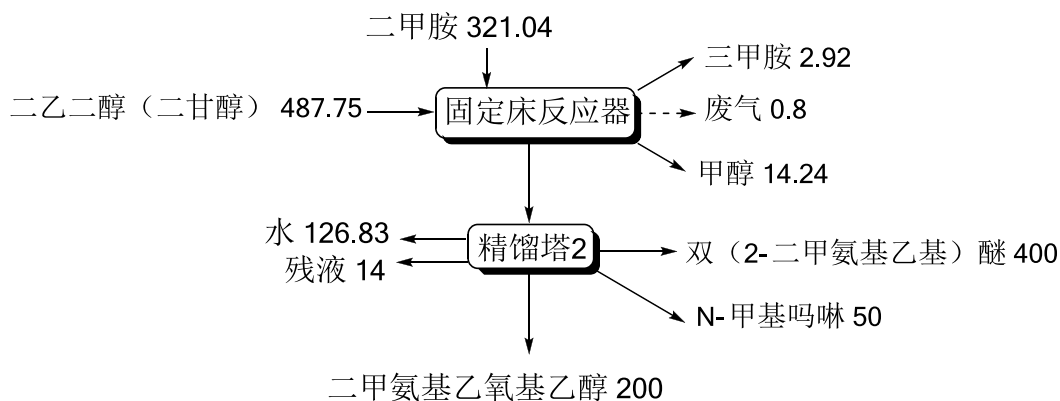 二甲胺 321.04
三甲胺 2.92
二乙二醇（二甘醇）487.75
固定床反应器
废气 0.8
甲醇 14.24
水 126.83
精馏塔2
双（2-二甲氨基乙基）醚 400
残液 14
N-甲基吗啉 50
二甲氨基乙氧基乙醇 200